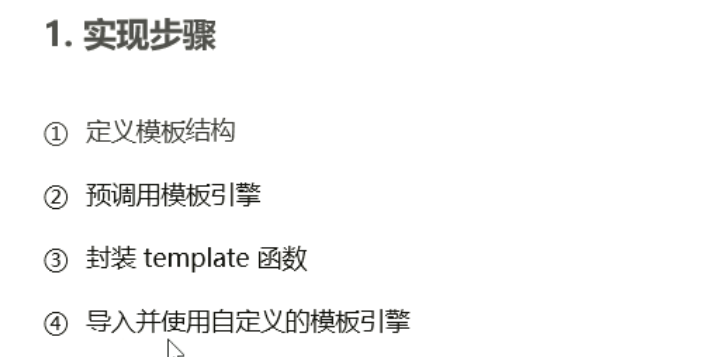 1. 实现步骤
① 定义模板结构
② 预调用模板引擎
③ 封装 template 函数
④ 导入并使用自定义的模板引擎